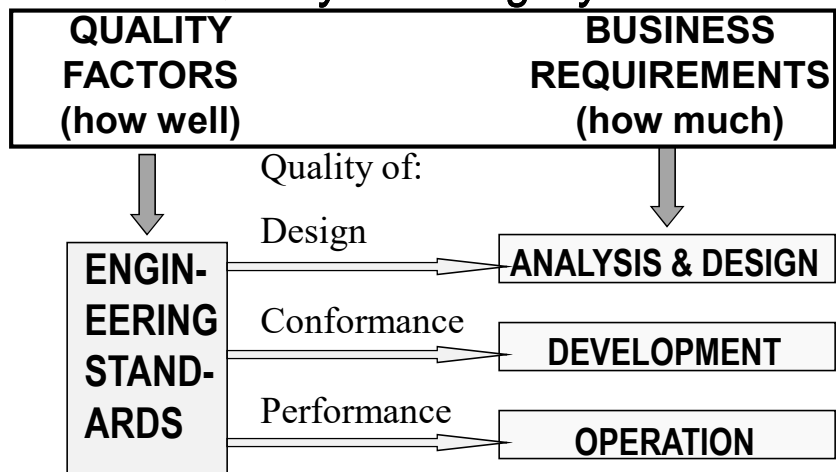 QUALITY
FACTORS
(how well)
BUSINESS
REQUIREMENTS
(how much)
Quality of:
Design
Conformance
Performance
ENGIN-
EERING
STAND-
ARDS
ANALYSIS & DESIGN
DEVELOPMENT
OPERATION